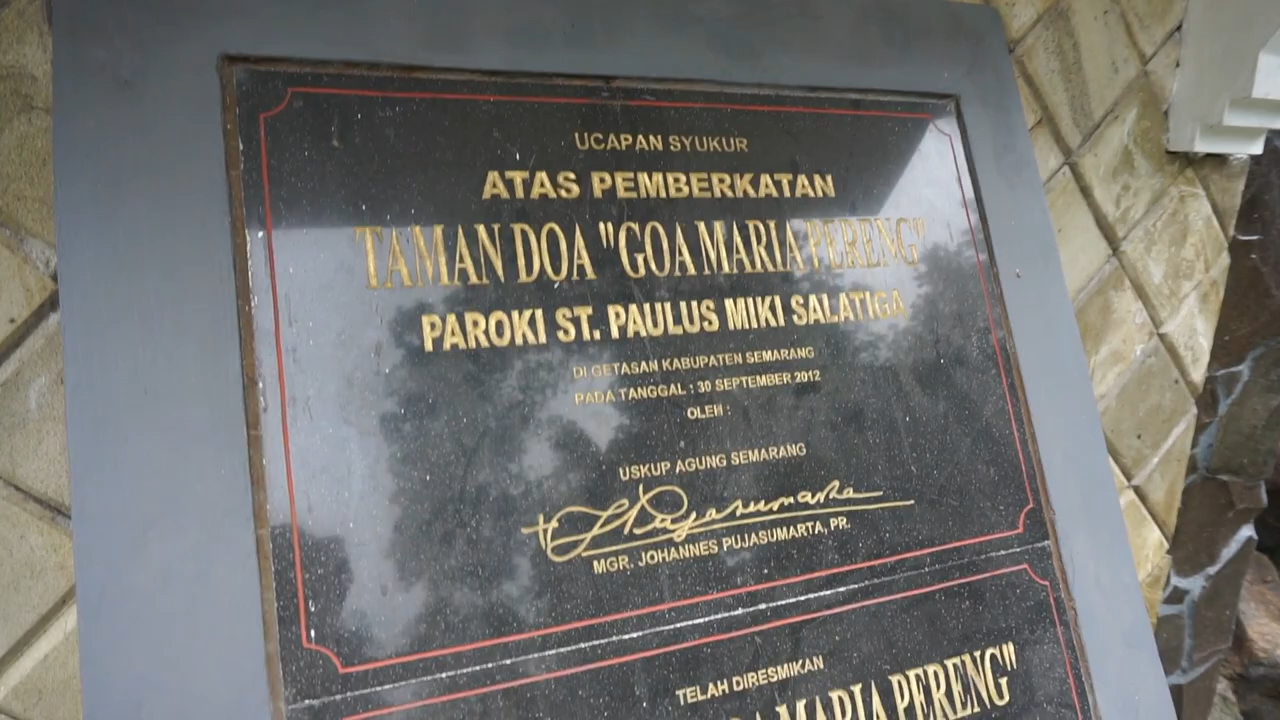 UCAPAN SYUKUR
ATAS PEMBERKATAN
TAMAN DOA "GOA MARIA PERENG"
PAROKI ST. PAULUS MIKI SALATIGA
DI GETASAN KABUPATEN SEMARANG
PADA TANGGAL : 30 SEPTEMBER 2012
OLEH :
USKUP AGUNG SEMARANG
Pujasumarta
MGR. JOHANNES PUJASUMARTA, PR.
TELAH DIRESMIKAN
MARIA PERENG"